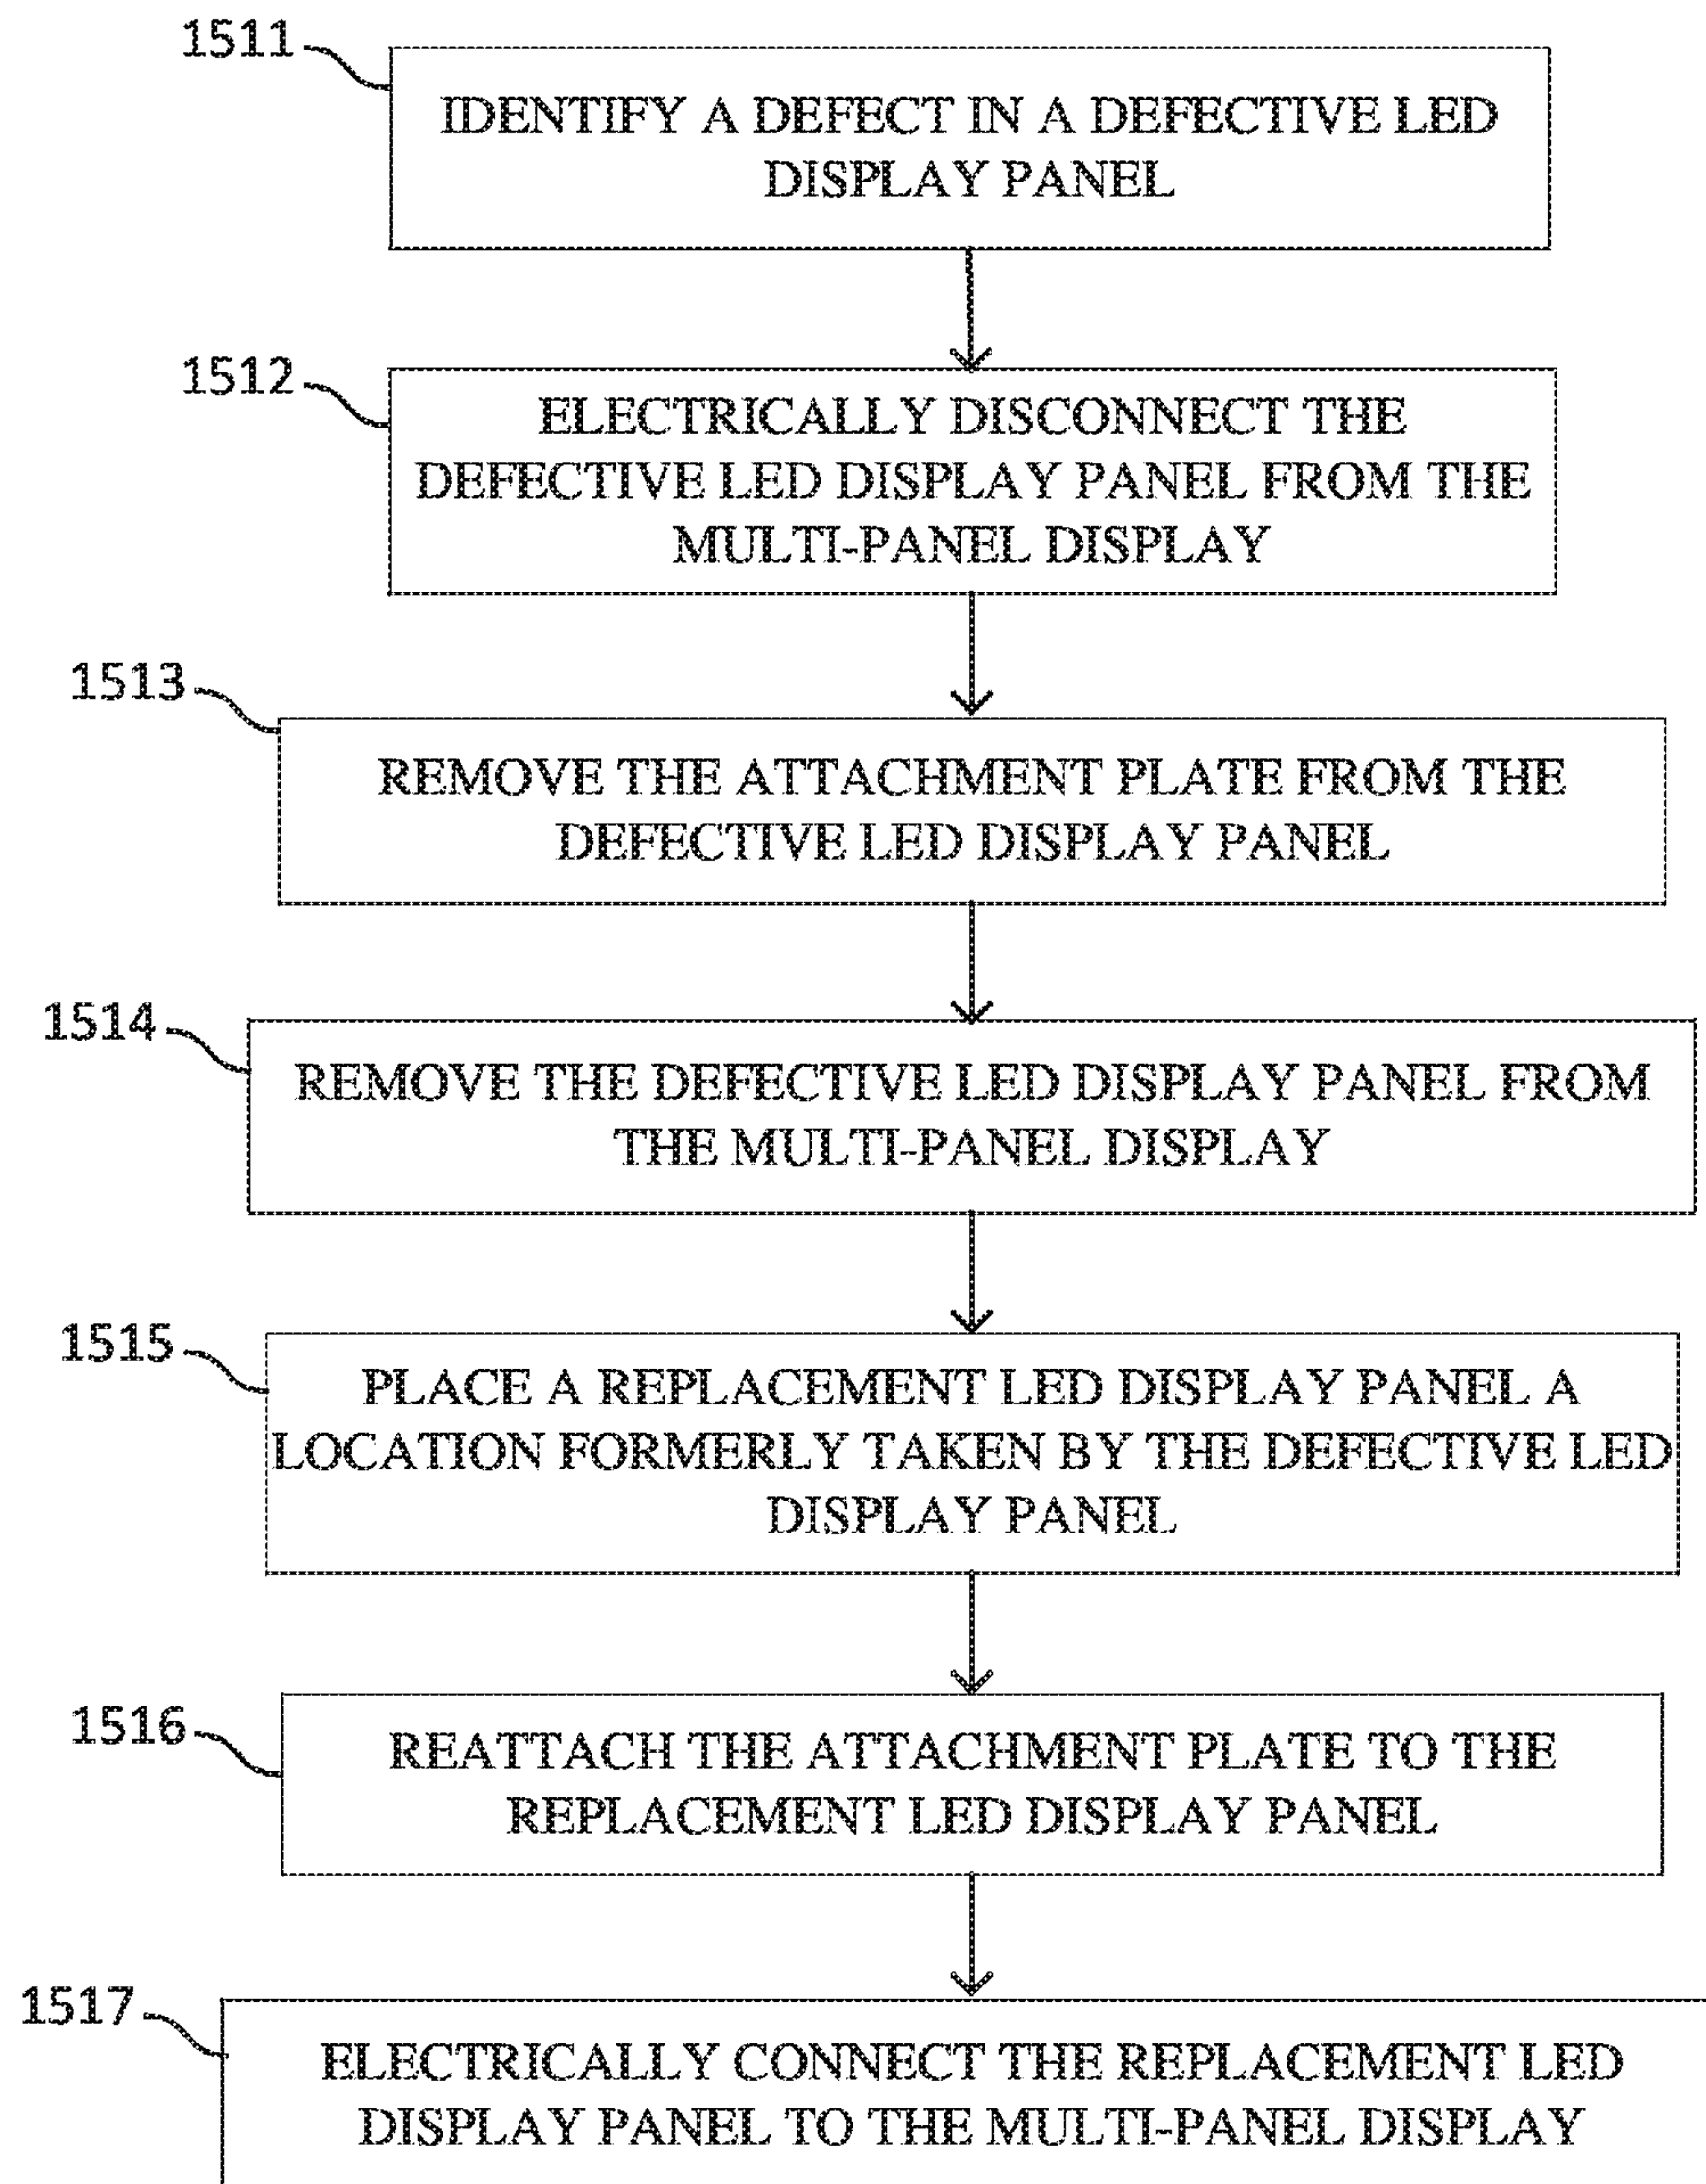 1511
IDENTIFY A DEFECT IN A DEFECTIVE LED
DISPLAY PANEL
1512
ELECTRICALLY DISCONNECT THE
DEFECTIVE LED DISPLAY PANEL FROM THE
MULTI-PANEL DISPLAY
1513
REMOVE THE ATTACHMENT PLATE FROM THE
DEFECTIVE LED DISPLAY PANEL
1514
REMOVE THE DEFECTIVE LED DISPLAY PANEL FROM
THE MULTI-PANEL DISPLAY
1515
PLACE A REPLACEMENT LED DISPLAY PANEL A
LOCATION FORMERLY TAKEN BY THE DEFECTIVE LED
DISPLAY PANEL
1516
REATTACH THE ATTACHMENT PLATE TO THE
REPLACEMENT LED DISPLAY PANEL
1517
ELECTRICALLY CONNECT THE REPLACEMENT LED
DISPLAY PANEL TO THE MULTI-PANEL DISPLAY